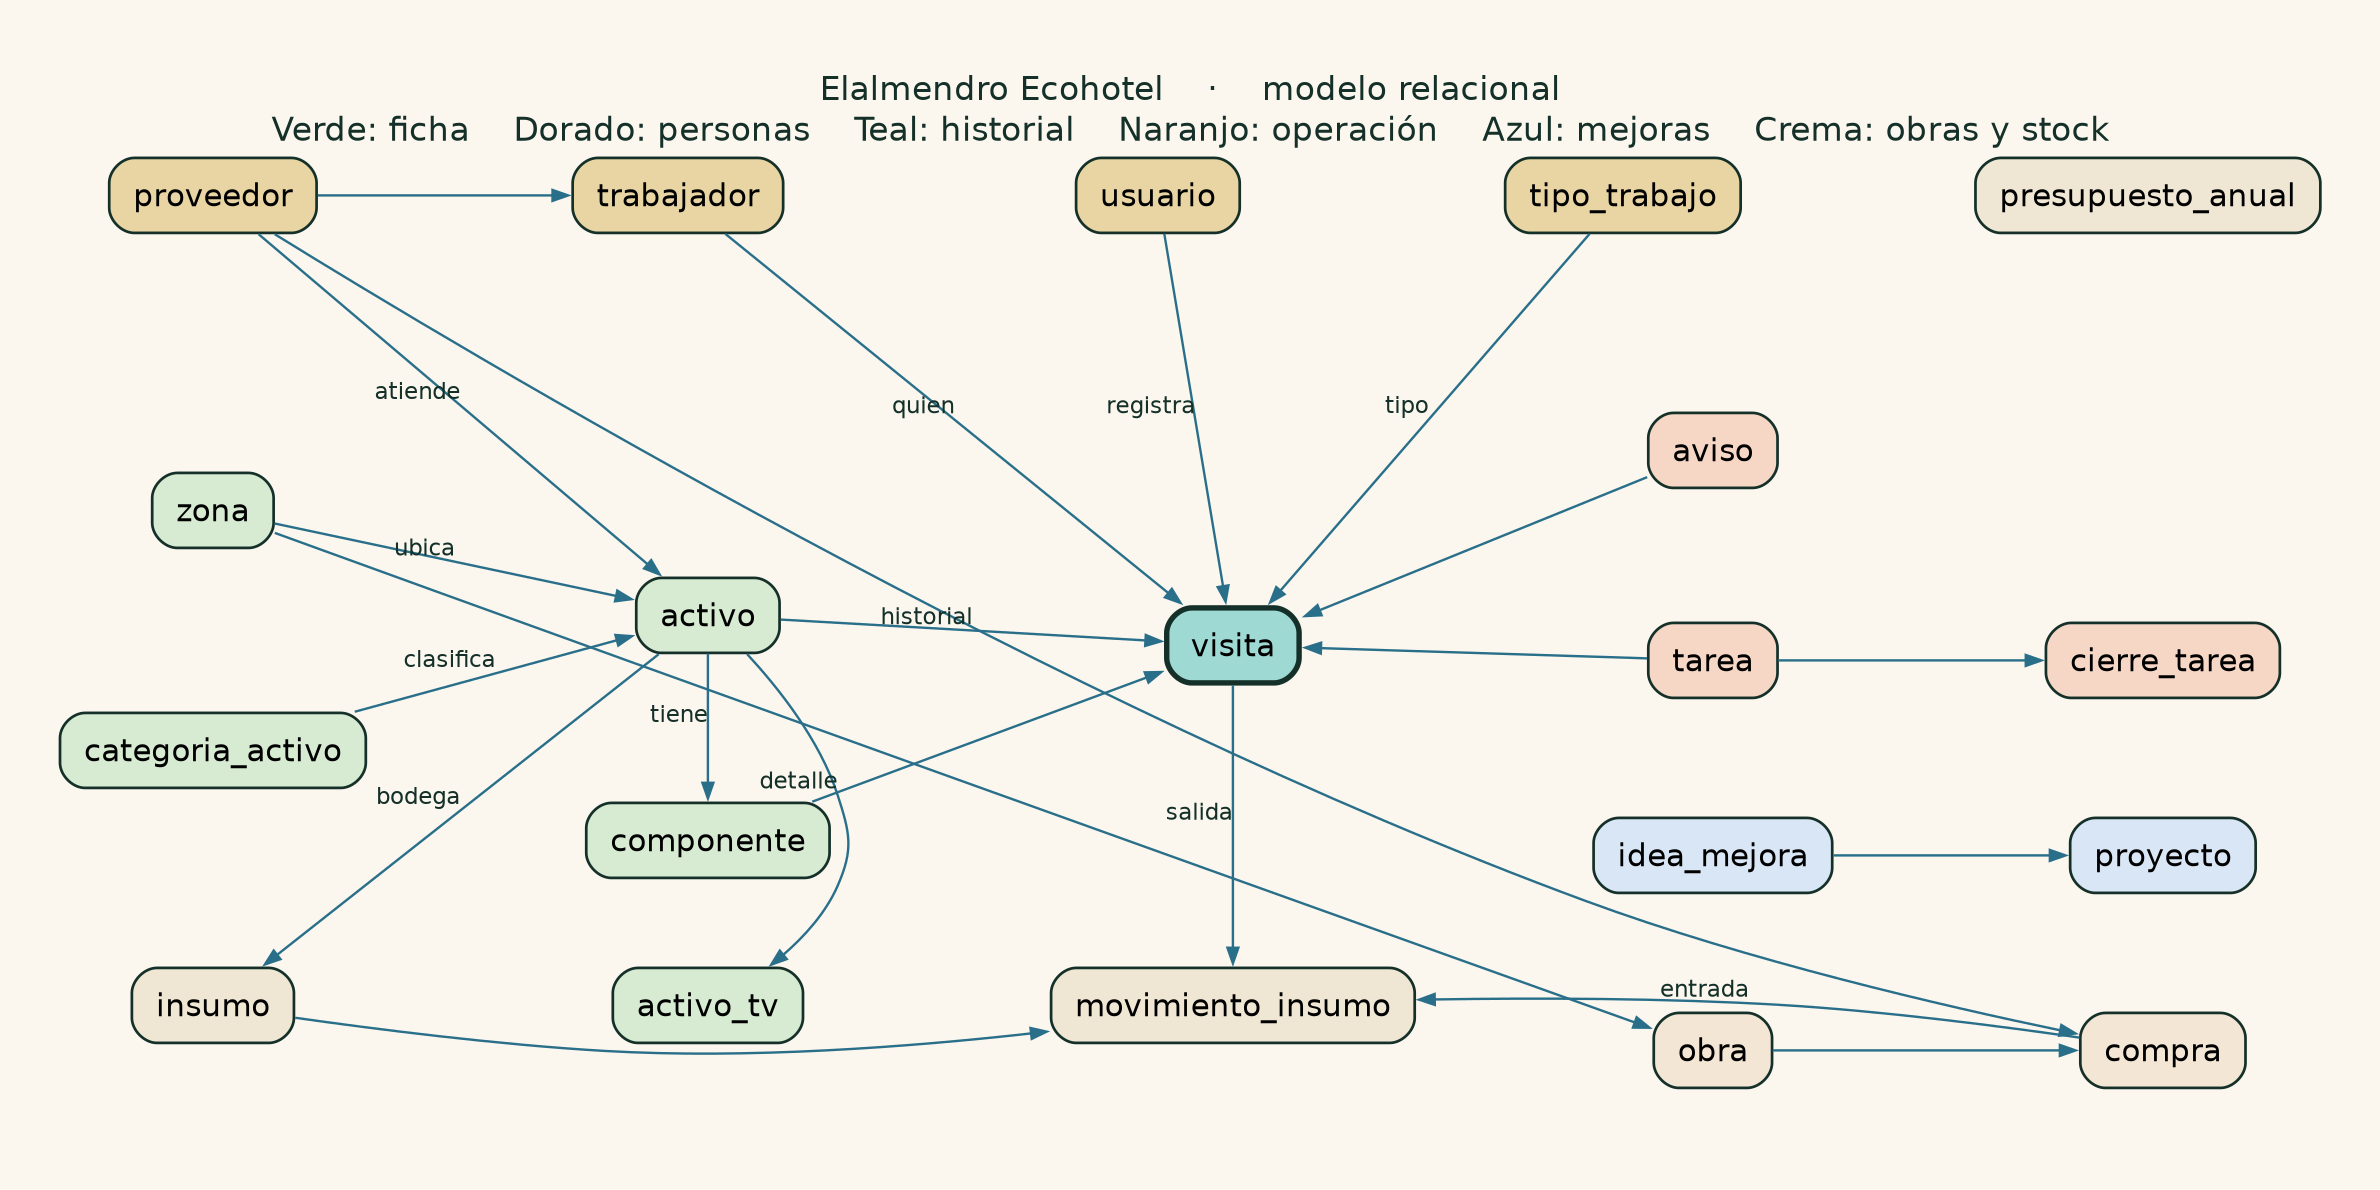 Elalmendro Ecohotel · modelo relacional
Verde: ficha Dorado: personas Teal: historial Naranjo: operación Azul: mejoras Crema: obras y stock
proveedor
trabajador
usuario
tipo_trabajo
presupuesto_anual
atiende
quien
registra
tipo
aviso
zona
ubica
activo
historial
visita
tarea
cierre_tarea
clasifica
categoria_activo
tiene
detalle
bodega
salida
componente
idea_mejora
proyecto
insumo
activo_tv
movimiento_insumo
entrada
obra
compra